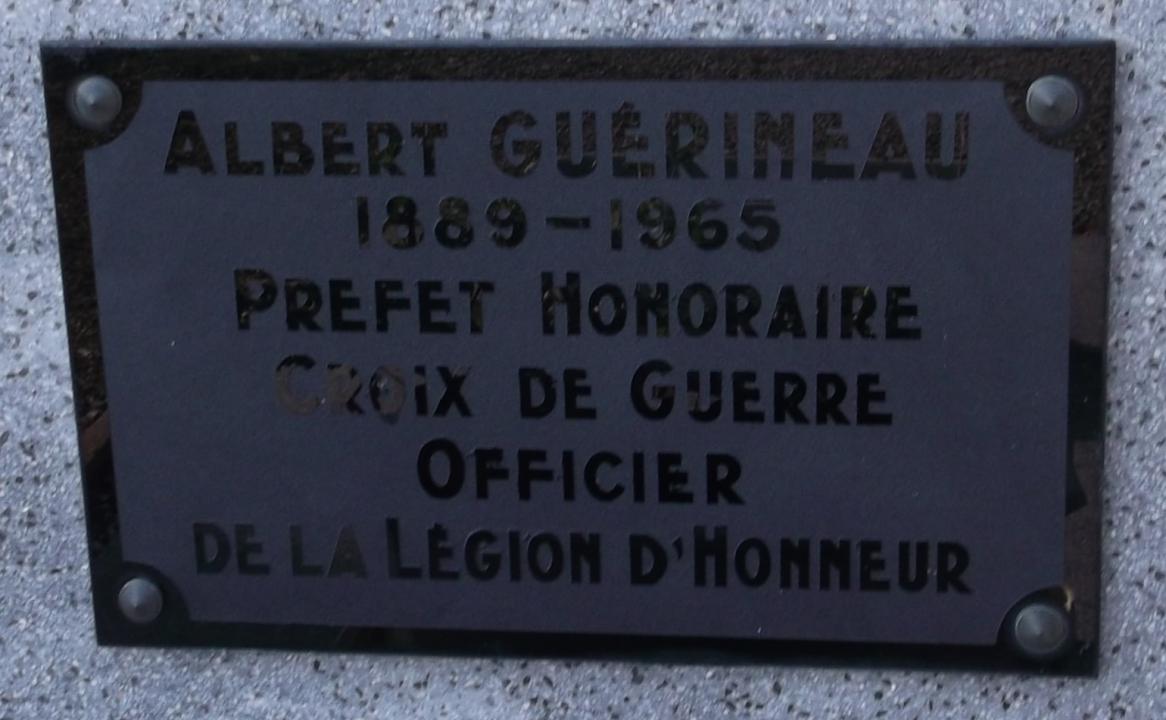 ALBERT GUÉRINEAU
1889-1965
PREFET HONORAIRE
CROIX DE GUERRE
OFFICIER
DE LA LÉGION D'HONNEUR